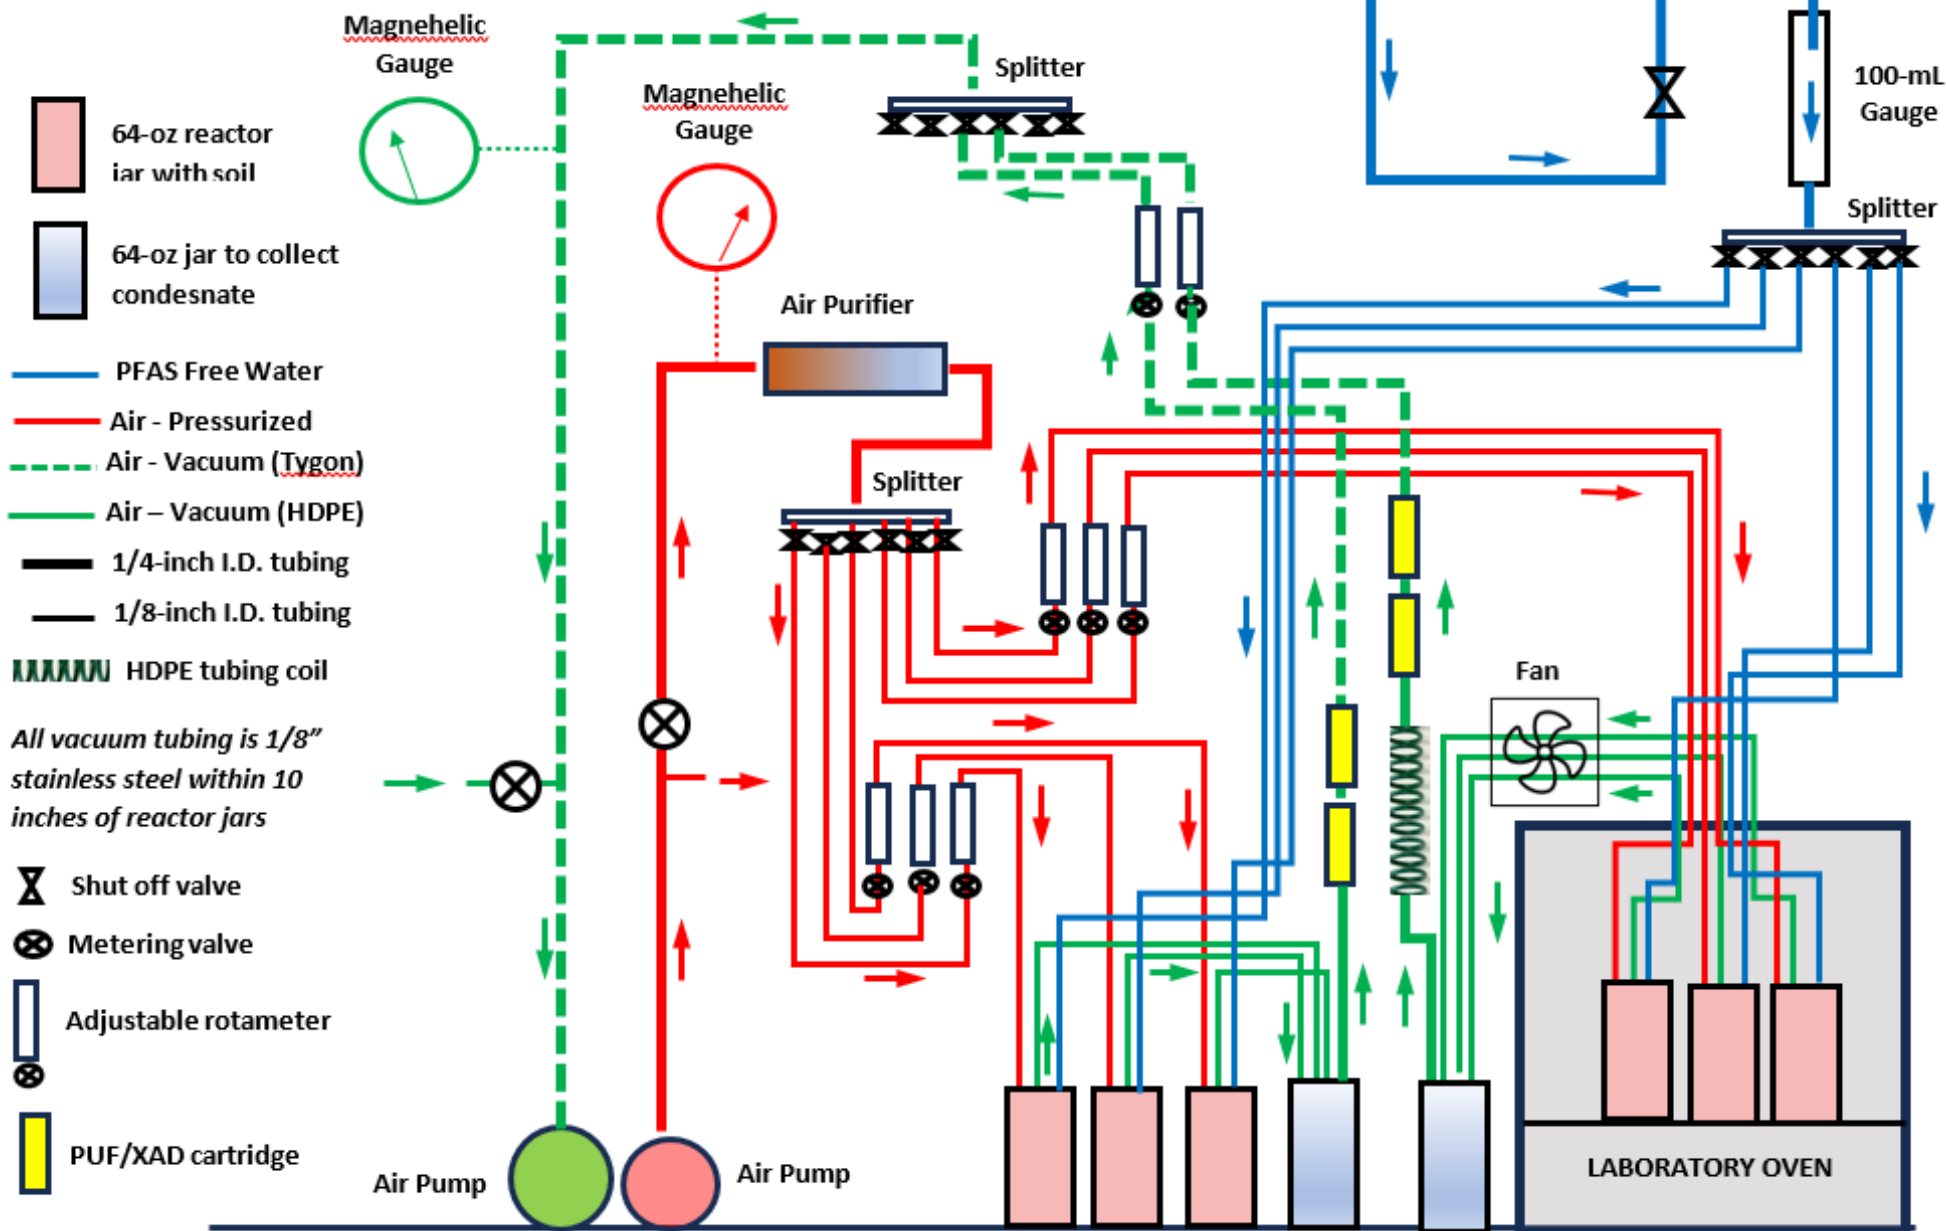 Magnehelic
Gauge
Magnehelic
Gauge
Splitter
100-mL
Gauge
Splitter
64-oz reactor
jar with soil
64-oz jar to collect
condesnate
Air Purifier
PFAS Free Water
Air - Pressurized
Air - Vacuum (Tygon)
Air – Vacuum (HDPE)
Splitter
1/4-inch I.D. tubing
1/8-inch I.D. tubing
HDPE tubing coil
Fan
All vacuum tubing is 1/8”
stainless steel within 10
inches of reactor jars
Shut off valve
Metering valve
Adjustable rotameter
PUF/XAD cartridge
Air Pump
Air Pump
LABORATORY OVEN